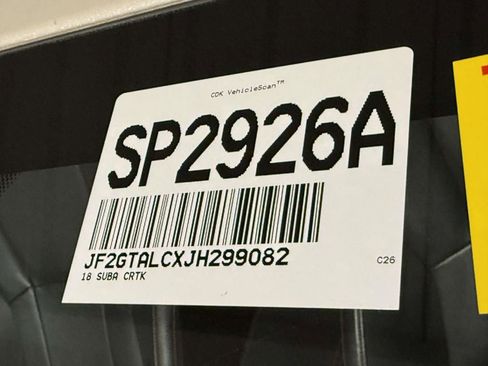 CDK VehicleScan™
SP2926A
JF2GTALCXJH299082
18 SUBA CRTK
C26